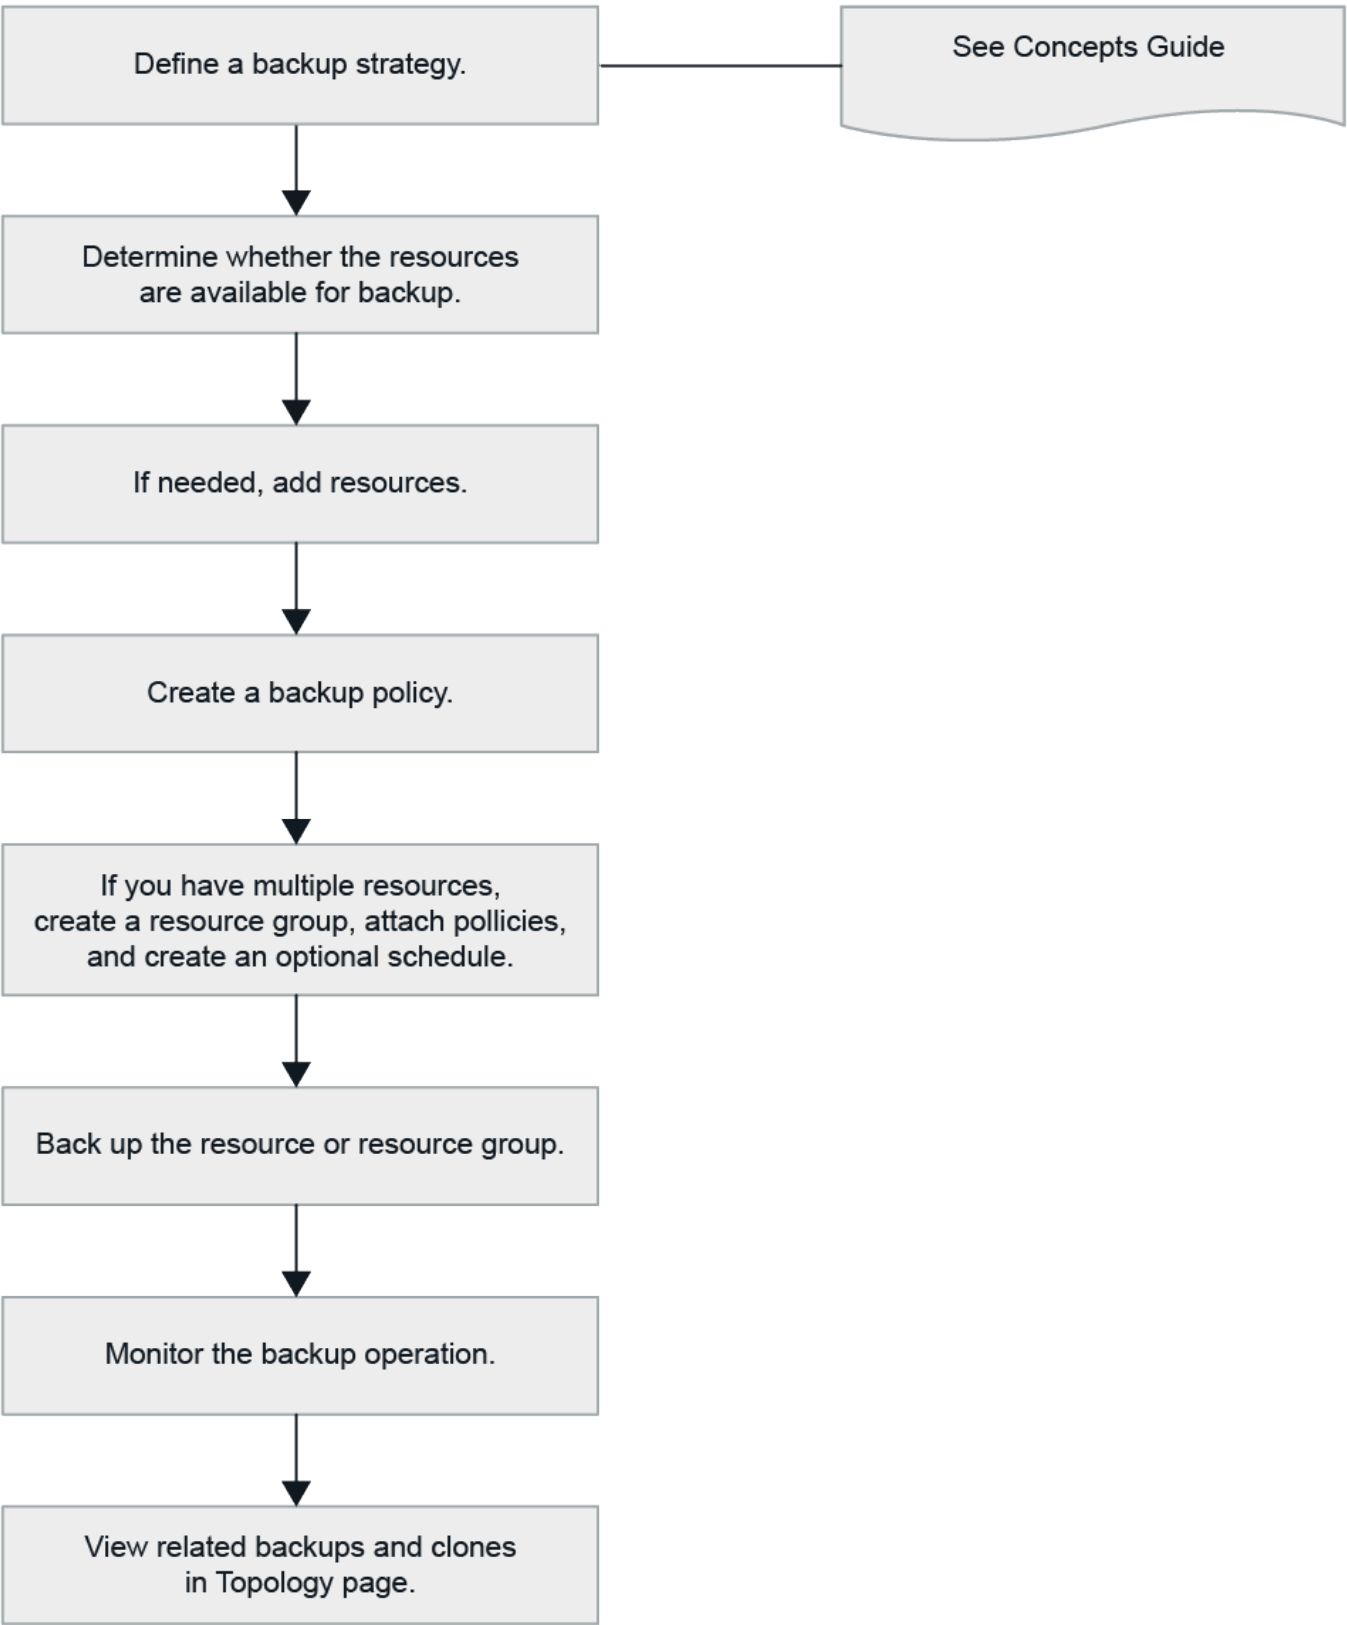 Define a backup strategy.
See Concepts Guide
Determine whether the resources
are available for backup.
If needed, add resources.
Create a backup policy.
If you have multiple resources,
create a resource group, attach pollicies,
and create an optional schedule.
Back up the resource or resource group.
Monitor the backup operation.
View related backups and clones
in Topology page.